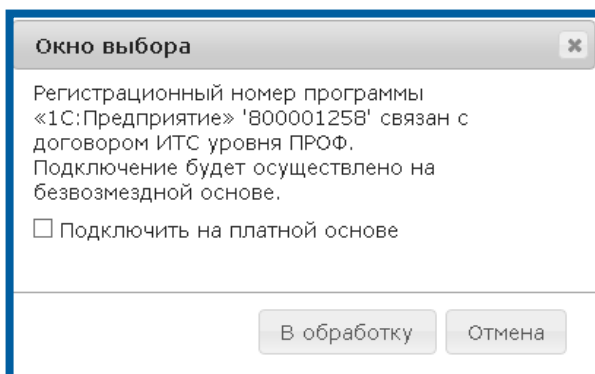 Окно выбора
Регистрационный номер программы
«1С:Предприятие» '800001258' связан с
договором ИТС уровня ПРОФ.
Подключение будет осуществлено на
безвозмездной основе.
Подключить на платной основе
В обработку Отмена